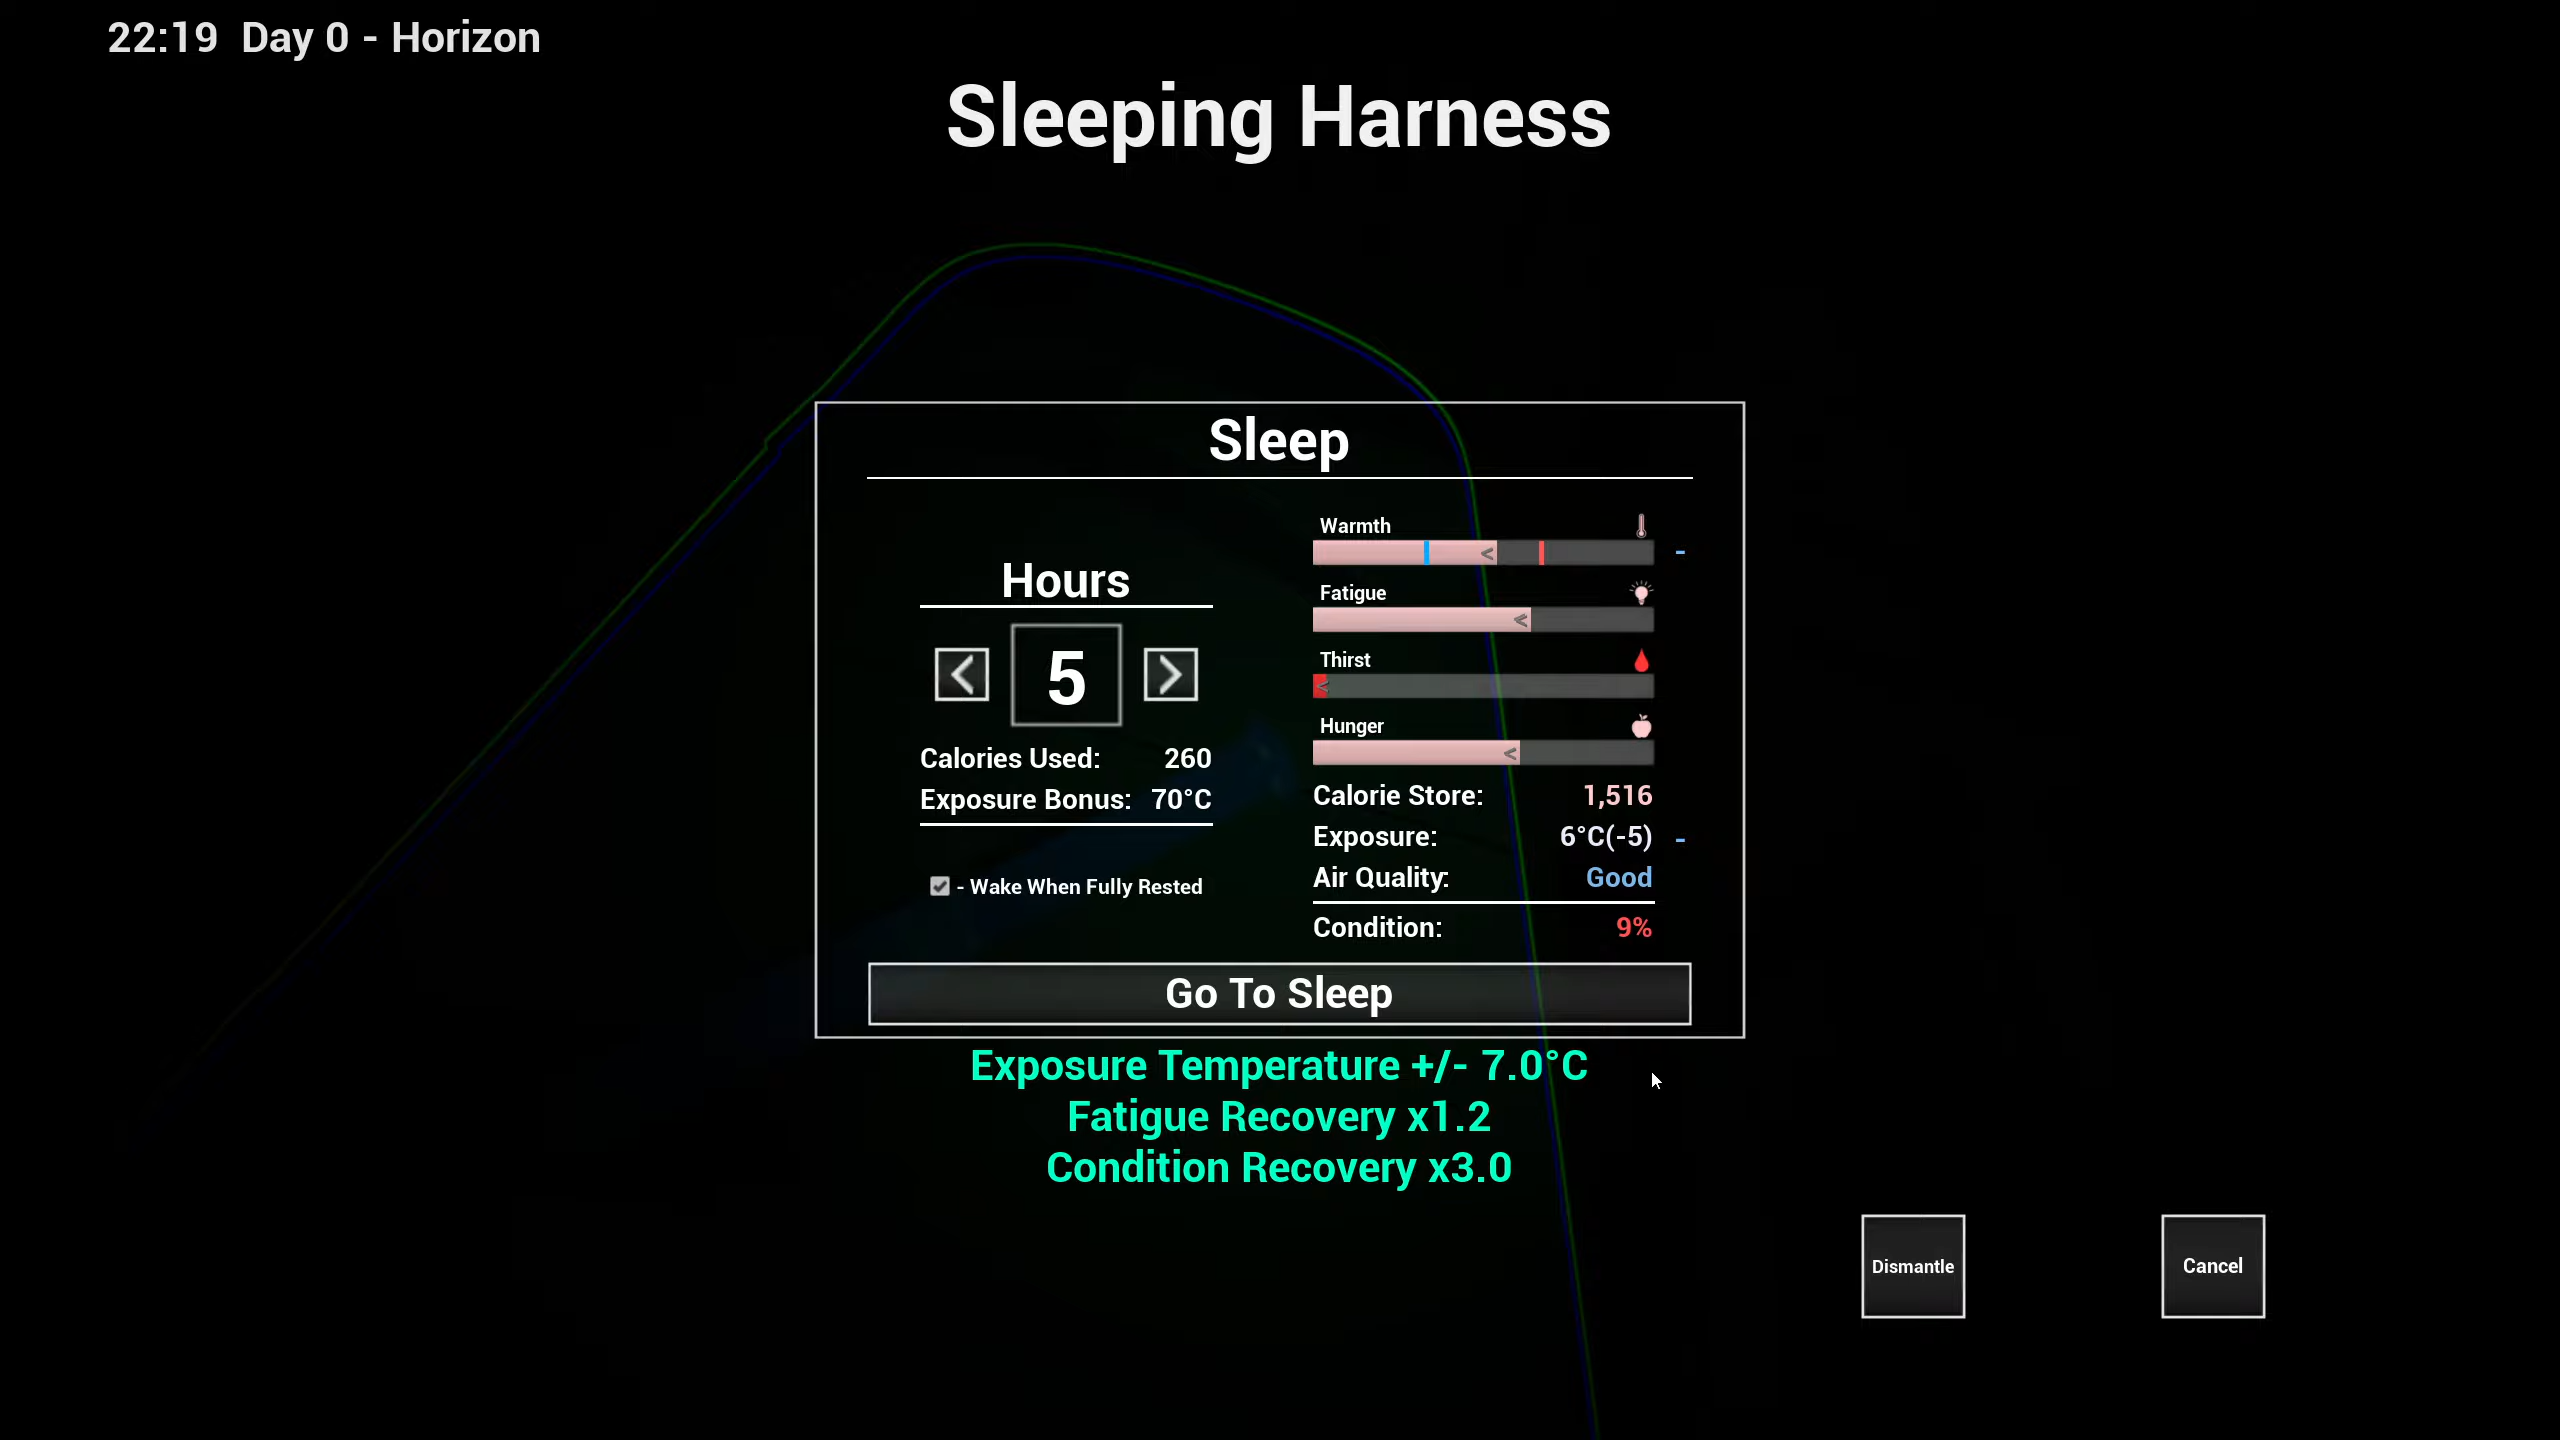 22:19 Day 0 - Horizon
Sleeping Harness
Sleep
Hours
<
5
>
Calories Used: 260
Exposure Bonus: 70°C
- Wake When Fully Rested
Warmth
<
-
Fatigue
<
Thirst
<
Hunger
<
Calorie Store: 1,516
Exposure: 6°C(-5) -
Air Quality: Good
Condition: 9%
Go To Sleep
Exposure Temperature +/- 7.0°C
Fatigue Recovery x1.2
Condition Recovery x3.0
Dismantle
Cancel